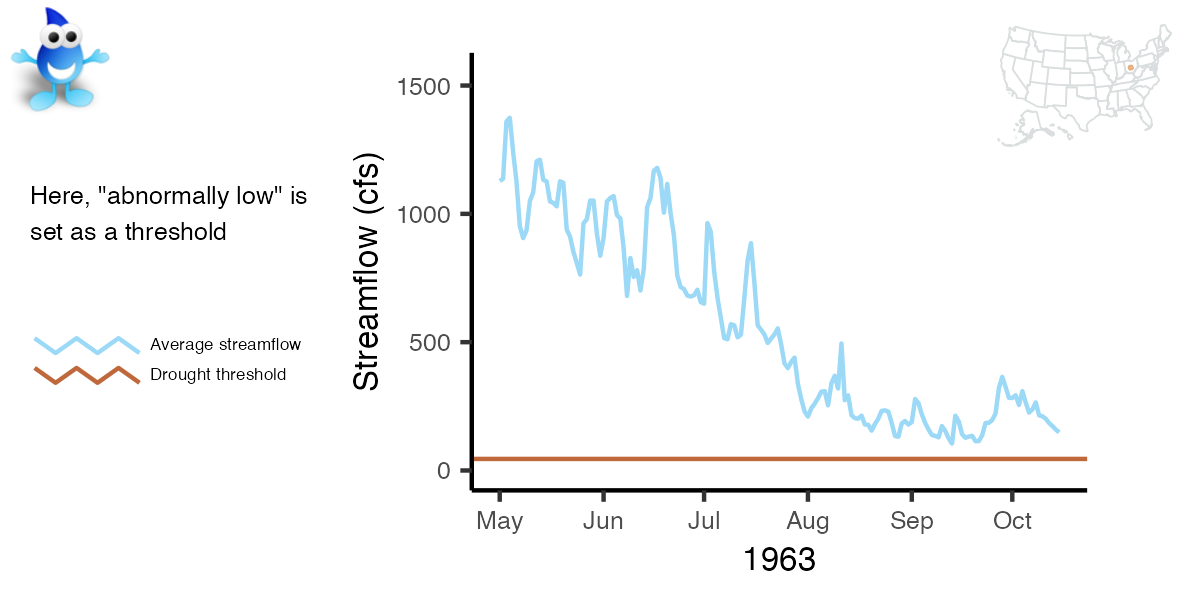 Here, "abnormally low" is
set as a threshold
Average streamflow
Drought threshold
Streamflow (cfs)
1500
1000
500
0
May Jun Jul Aug Sep Oct
1963